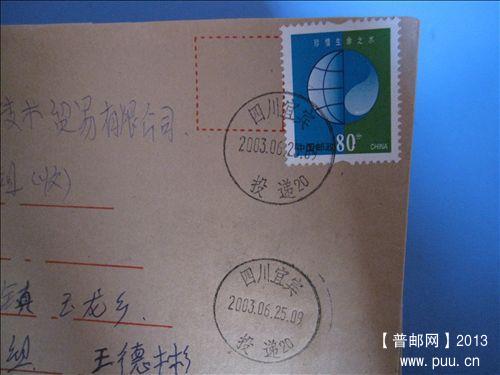 珍惜生命之水
80分
中国邮政
CHINA
四川宜宾
2003.06.25.09
投递20
技术贸易有限公司
组 (收)
四川宜宾
2003.06.25.09
投递20
镇 玉龙乡.
组 王德彬
【普邮网】2013
www.puu.cn